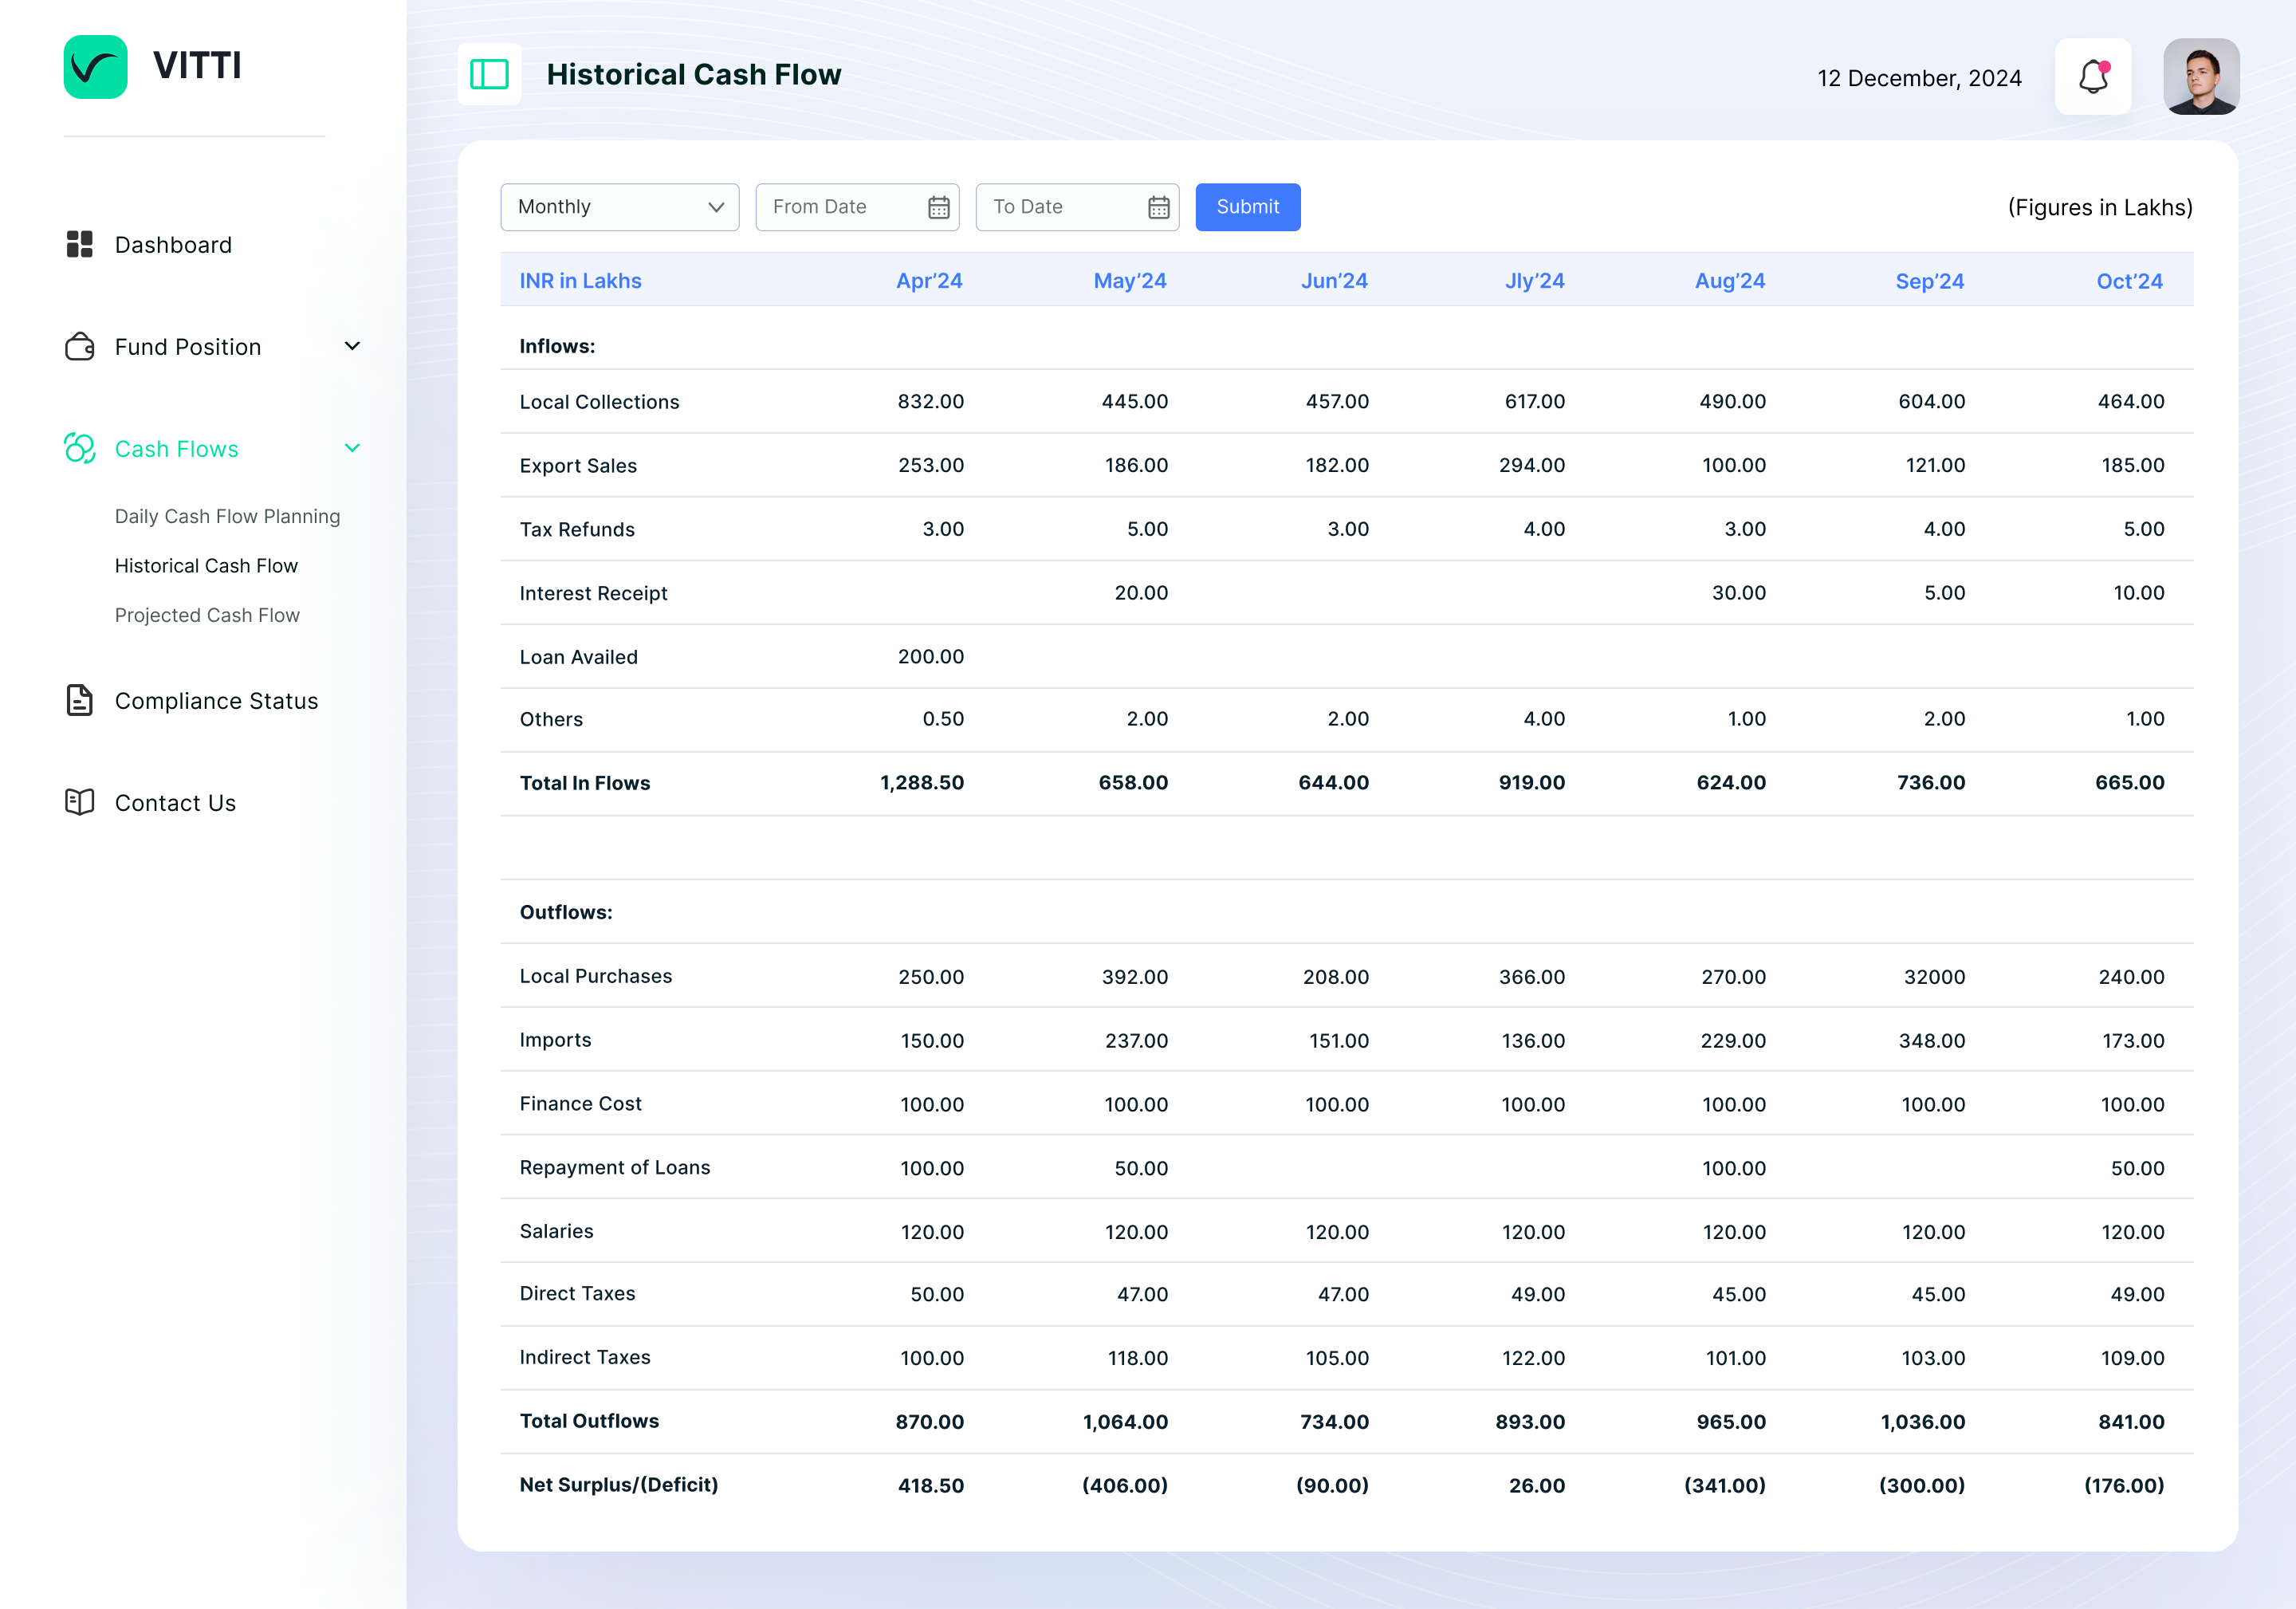 VITTI
Historical Cash Flow
12 December, 2024
Dashboard
Fund Position
Cash Flows
Daily Cash Flow Planning
Historical Cash Flow
Projected Cash Flow
Compliance Status
Contact Us
Monthly From Date To Date Submit (Figures in Lakhs)
INR in Lakhs Apr’24 May’24 Jun’24 Jly’24 Aug’24 Sep’24 Oct’24
Inflows:
Local Collections 832.00 445.00 457.00 617.00 490.00 604.00 464.00
Export Sales 253.00 186.00 182.00 294.00 100.00 121.00 185.00
Tax Refunds 3.00 5.00 3.00 4.00 3.00 4.00 5.00
Interest Receipt 20.00 30.00 5.00 10.00
Loan Availed 200.00
Others 0.50 2.00 2.00 4.00 1.00 2.00 1.00
Total In Flows 1,288.50 658.00 644.00 919.00 624.00 736.00 665.00
Outflows:
Local Purchases 250.00 392.00 208.00 366.00 270.00 32000 240.00
Imports 150.00 237.00 151.00 136.00 229.00 348.00 173.00
Finance Cost 100.00 100.00 100.00 100.00 100.00 100.00 100.00
Repayment of Loans 100.00 50.00 100.00 50.00
Salaries 120.00 120.00 120.00 120.00 120.00 120.00 120.00
Direct Taxes 50.00 47.00 47.00 49.00 45.00 45.00 49.00
Indirect Taxes 100.00 118.00 105.00 122.00 101.00 103.00 109.00
Total Outflows 870.00 1,064.00 734.00 893.00 965.00 1,036.00 841.00
Net Surplus/(Deficit) 418.50 (406.00) (90.00) 26.00 (341.00) (300.00) (176.00)